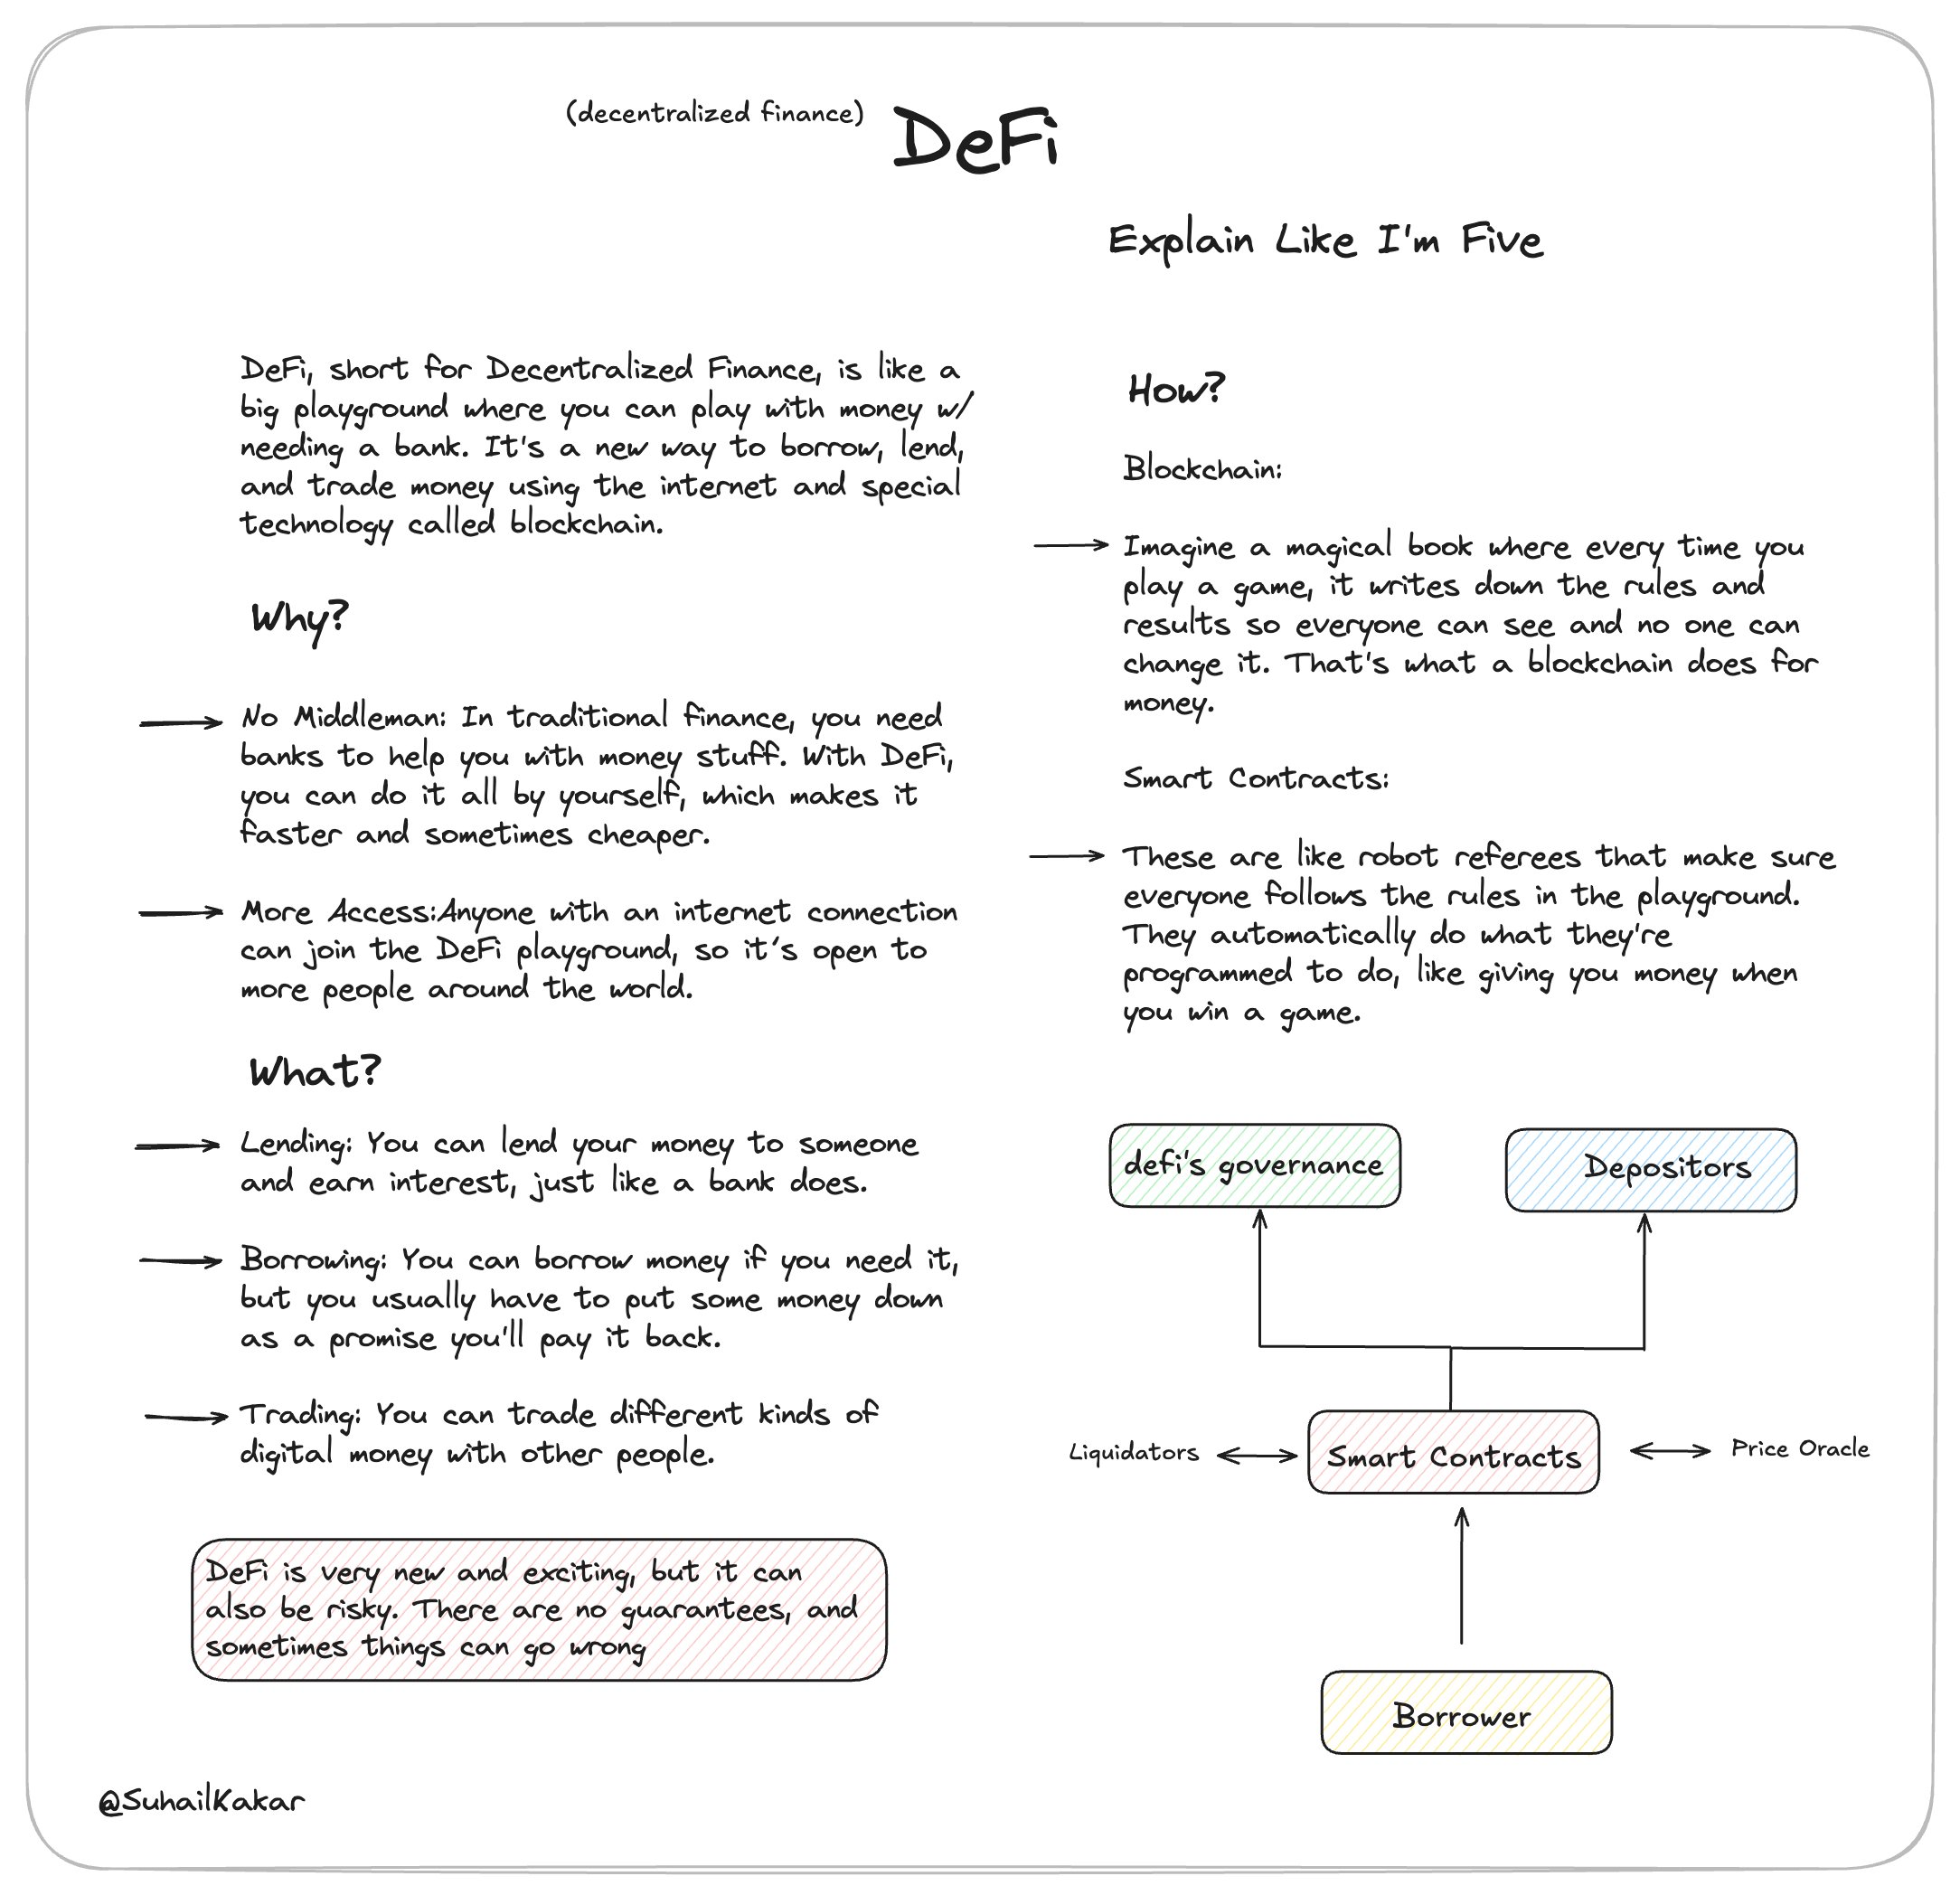 (decentralized finance)
DeFi
Explain Like I'm Five
DeFi, short for Decentralized Finance, is like a
big playground where you can play with money w/
needing a bank. It's a new way to borrow, lend,
and trade money using the internet and special
technology called blockchain.
Why?
No Middleman: In traditional finance, you need
banks to help you with money stuff. With DeFi,
you can do it all by yourself, which makes it
faster and sometimes cheaper.
More Access:Anyone with an internet connection
can join the DeFi playground, so it's open to
more people around the world.
What?
Lending: You can lend your money to someone
and earn interest, just like a bank does.
Borrowing: You can borrow money if you need it,
but you usually have to put some money down
as a promise you'll pay it back.
Trading: You can trade different kinds of
digital money with other people.
DeFi is very new and exciting, but it can
also be risky. There are no guarantees, and
sometimes things can go wrong
How?
Blockchain:
Imagine a magical book where every time you
play a game, it writes down the rules and
results so everyone can see and no one can
change it. That's what a blockchain does for
money.
Smart Contracts:
These are like robot referees that make sure
everyone follows the rules in the playground.
They automatically do what they're
programmed to do, like giving you money when
you win a game.
defi's governance
Depositors
Liquidators
Smart Contracts
Price Oracle
Borrower
@SuhailKakar